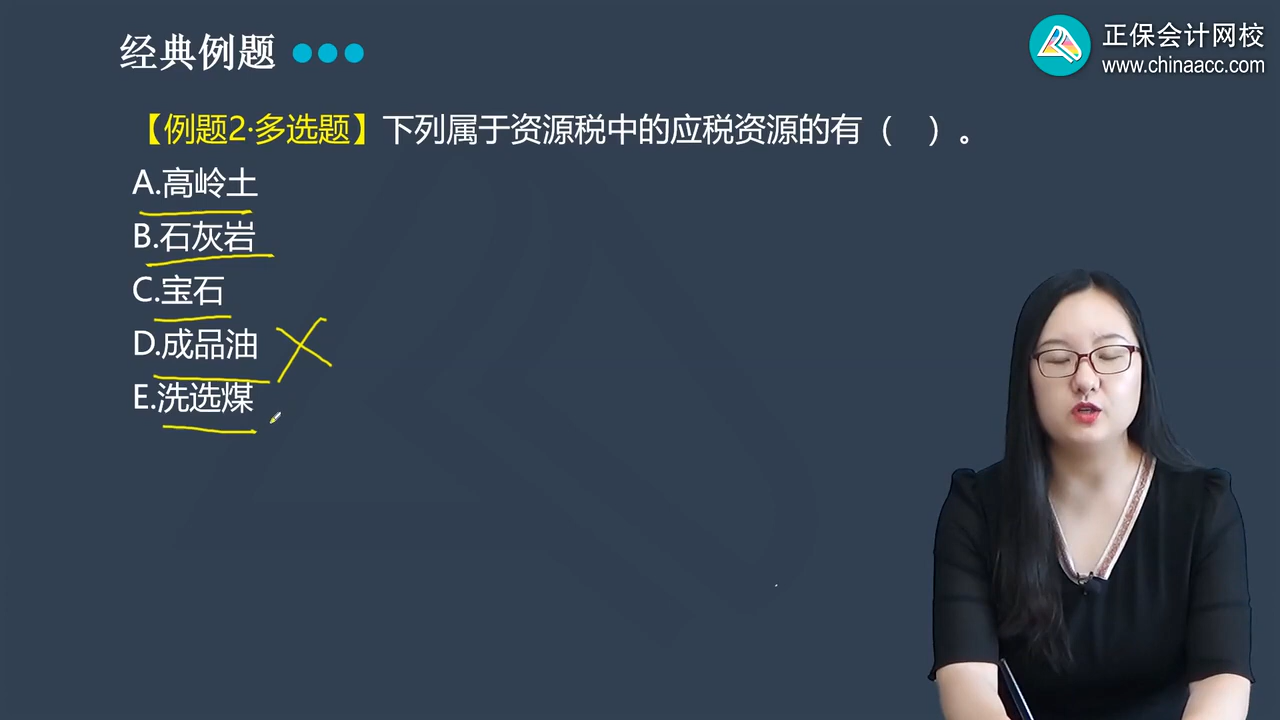 经典例题
正保会计网校
www.chinaacc.com
【例题2·多选题】下列属于资源税中的应税资源的有（　）。
A.高岭土
B.石灰岩
C.宝石
D.成品油
E.洗选煤